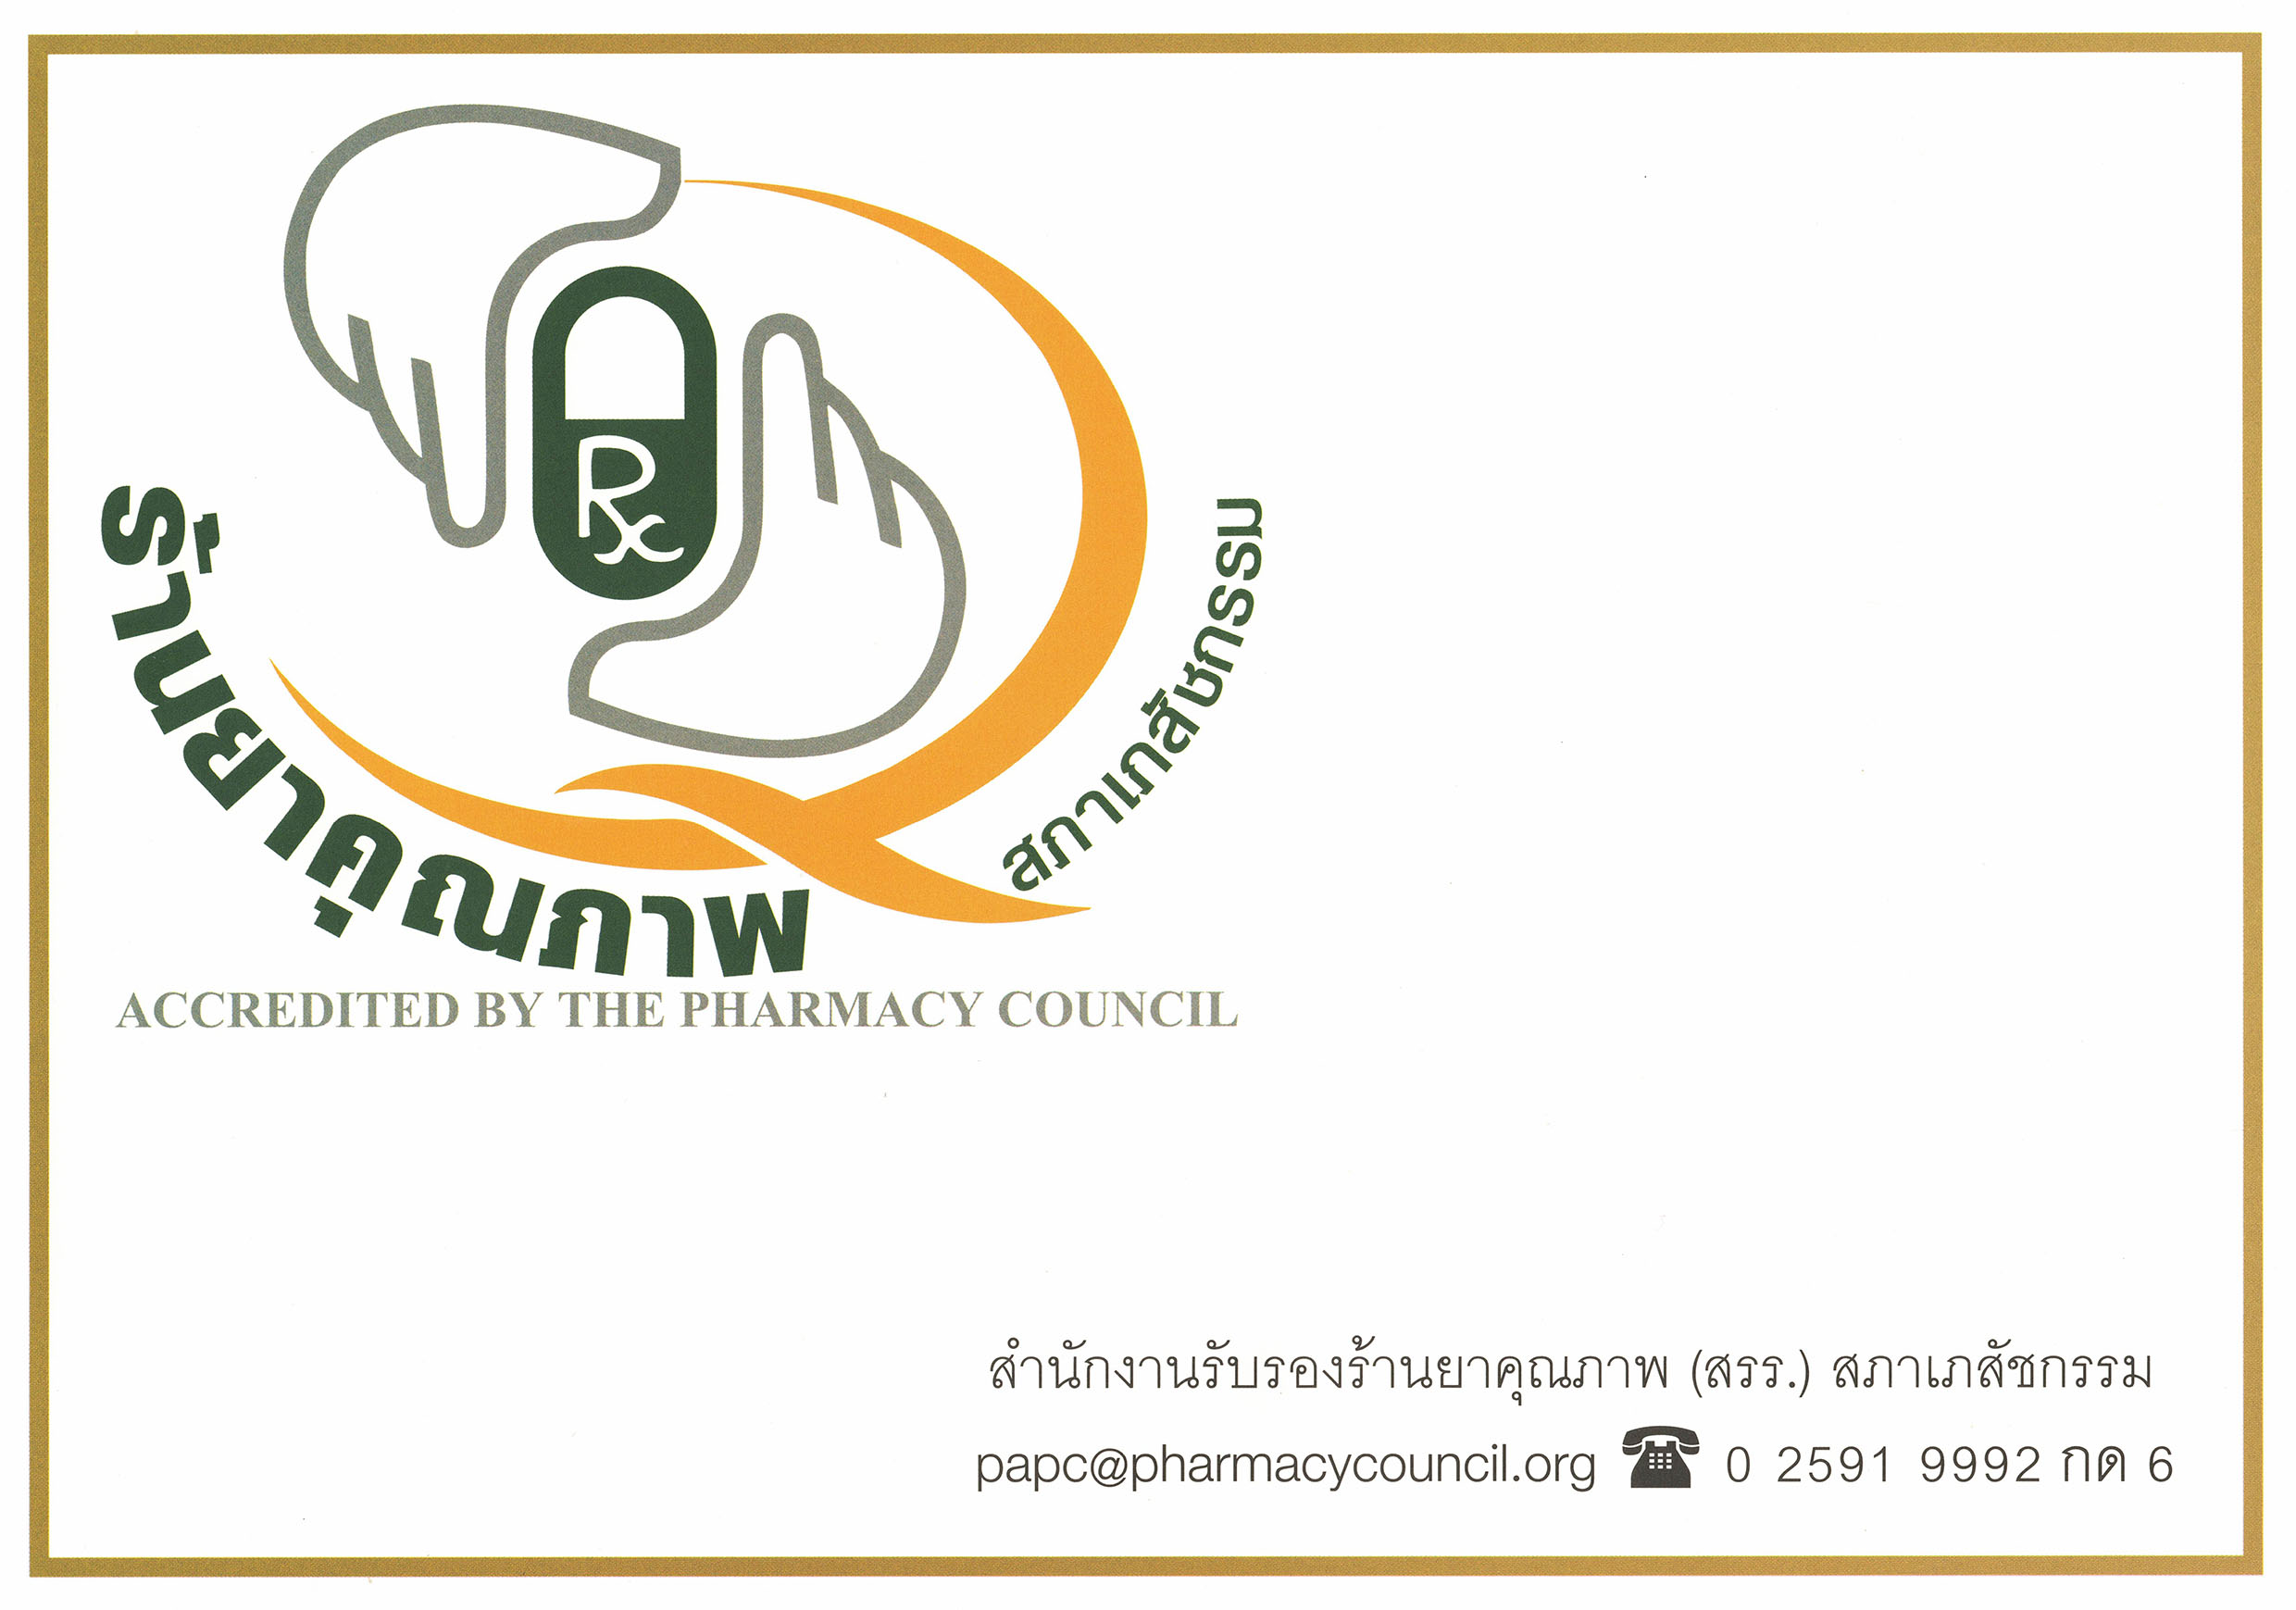 Rx
ร้านยาคุณภาพ
สภาเภสัชกรรม
ACCREDITED BY THE PHARMACY COUNCIL
สำนักงานรับรองร้านยาคุณภาพ (สรร.) สภาเภสัชกรรม
papc@pharmacycouncil.org ☎ 0 2591 9992 กด 6